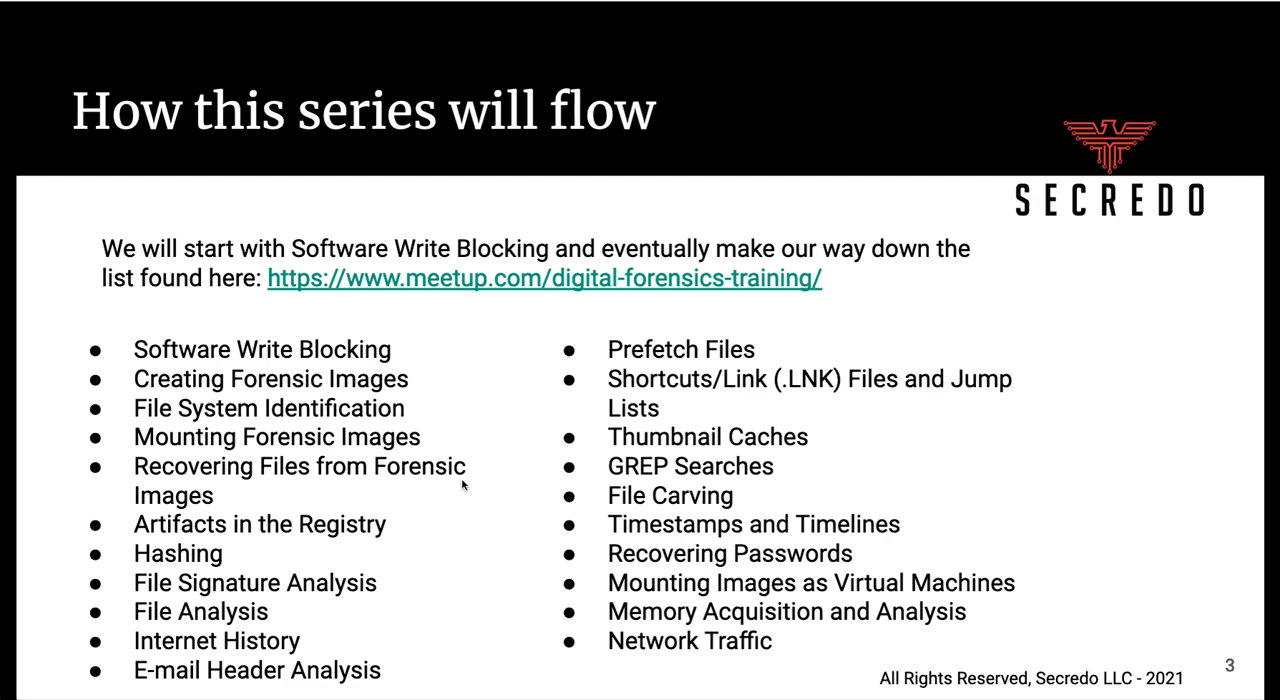 How this series will flow
SECREDO
We will start with Software Write Blocking and eventually make our way down the
list found here: https://www.meetup.com/digital-forensics-training/
● Software Write Blocking
● Creating Forensic Images
● File System Identification
● Mounting Forensic Images
● Recovering Files from Forensic
Images
● Artifacts in the Registry
● Hashing
● File Signature Analysis
● File Analysis
● Internet History
● E-mail Header Analysis
● Prefetch Files
● Shortcuts/Link (.LNK) Files and Jump
Lists
● Thumbnail Caches
● GREP Searches
● File Carving
● Timestamps and Timelines
● Recovering Passwords
● Mounting Images as Virtual Machines
● Memory Acquisition and Analysis
● Network Traffic
All Rights Reserved, Secredo LLC - 2021
3